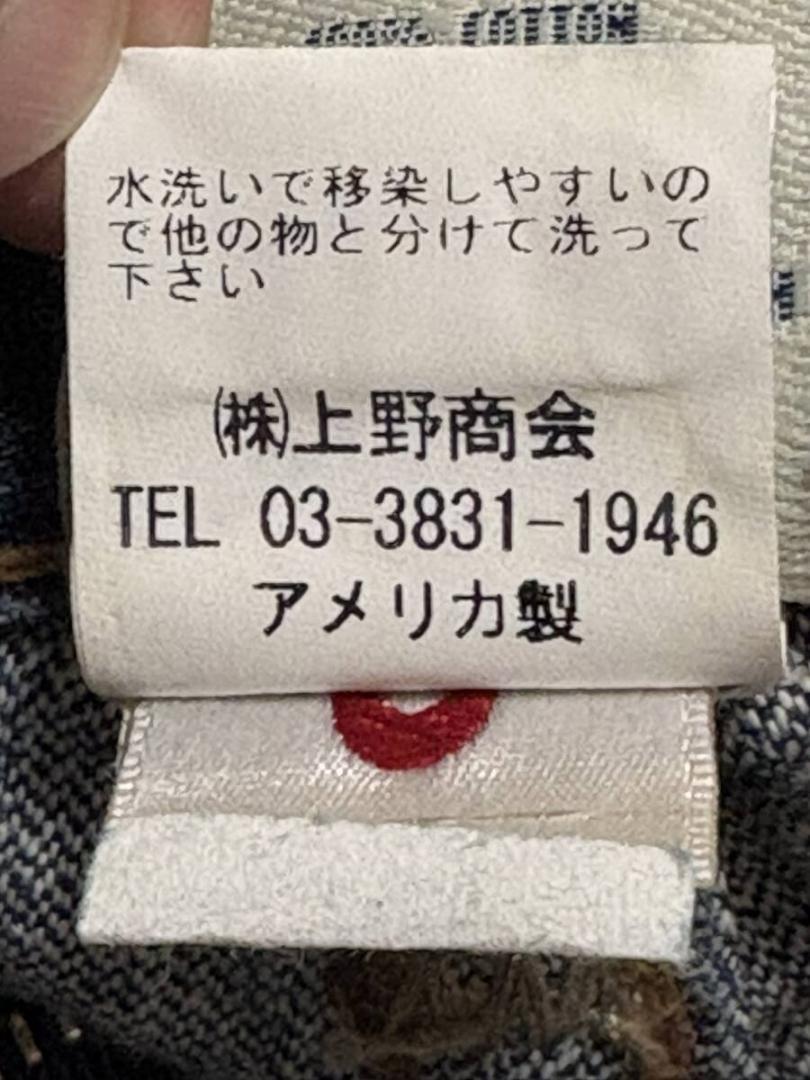 100% COTTON
水洗いで移染しやすいの
で他の物と分けて洗って
下さい
㈱上野商会
TEL 03-3831-1946
アメリカ製